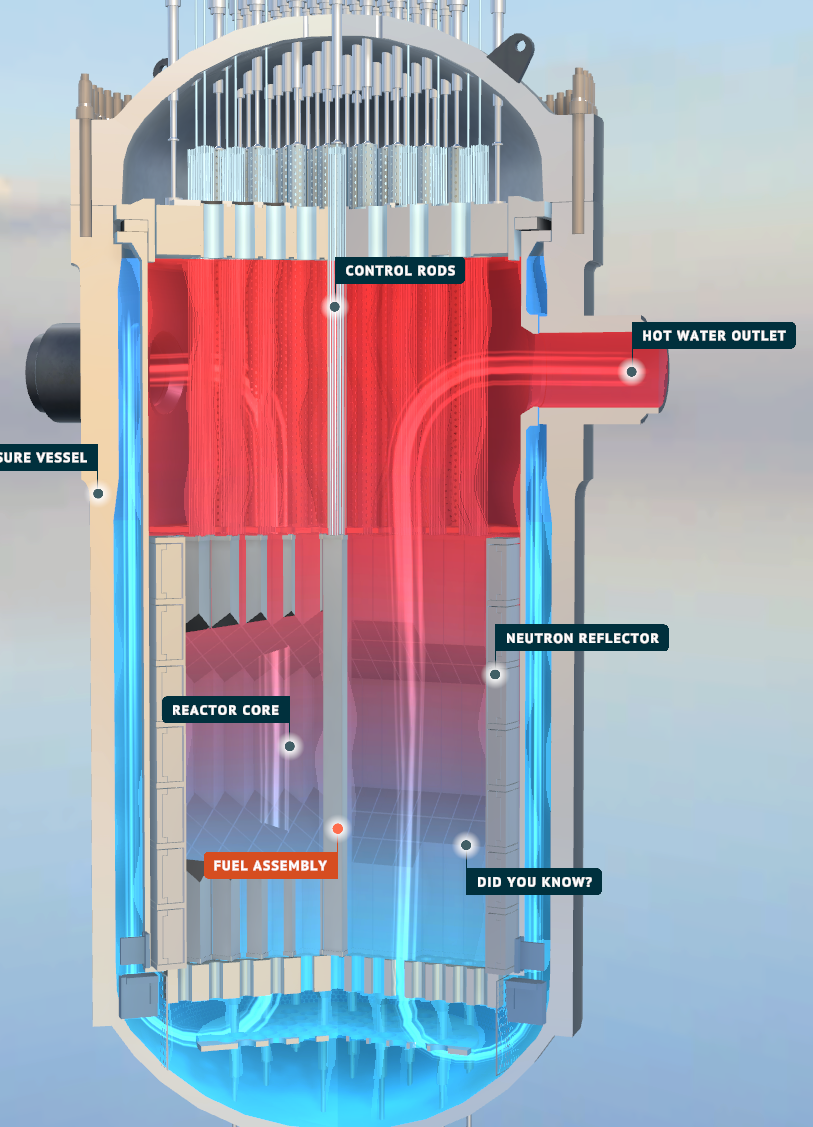 CONTROL RODS
HOT WATER OUTLET
SURE VESSEL
NEUTRON REFLECTOR
REACTOR CORE
FUEL ASSEMBLY
DID YOU KNOW?